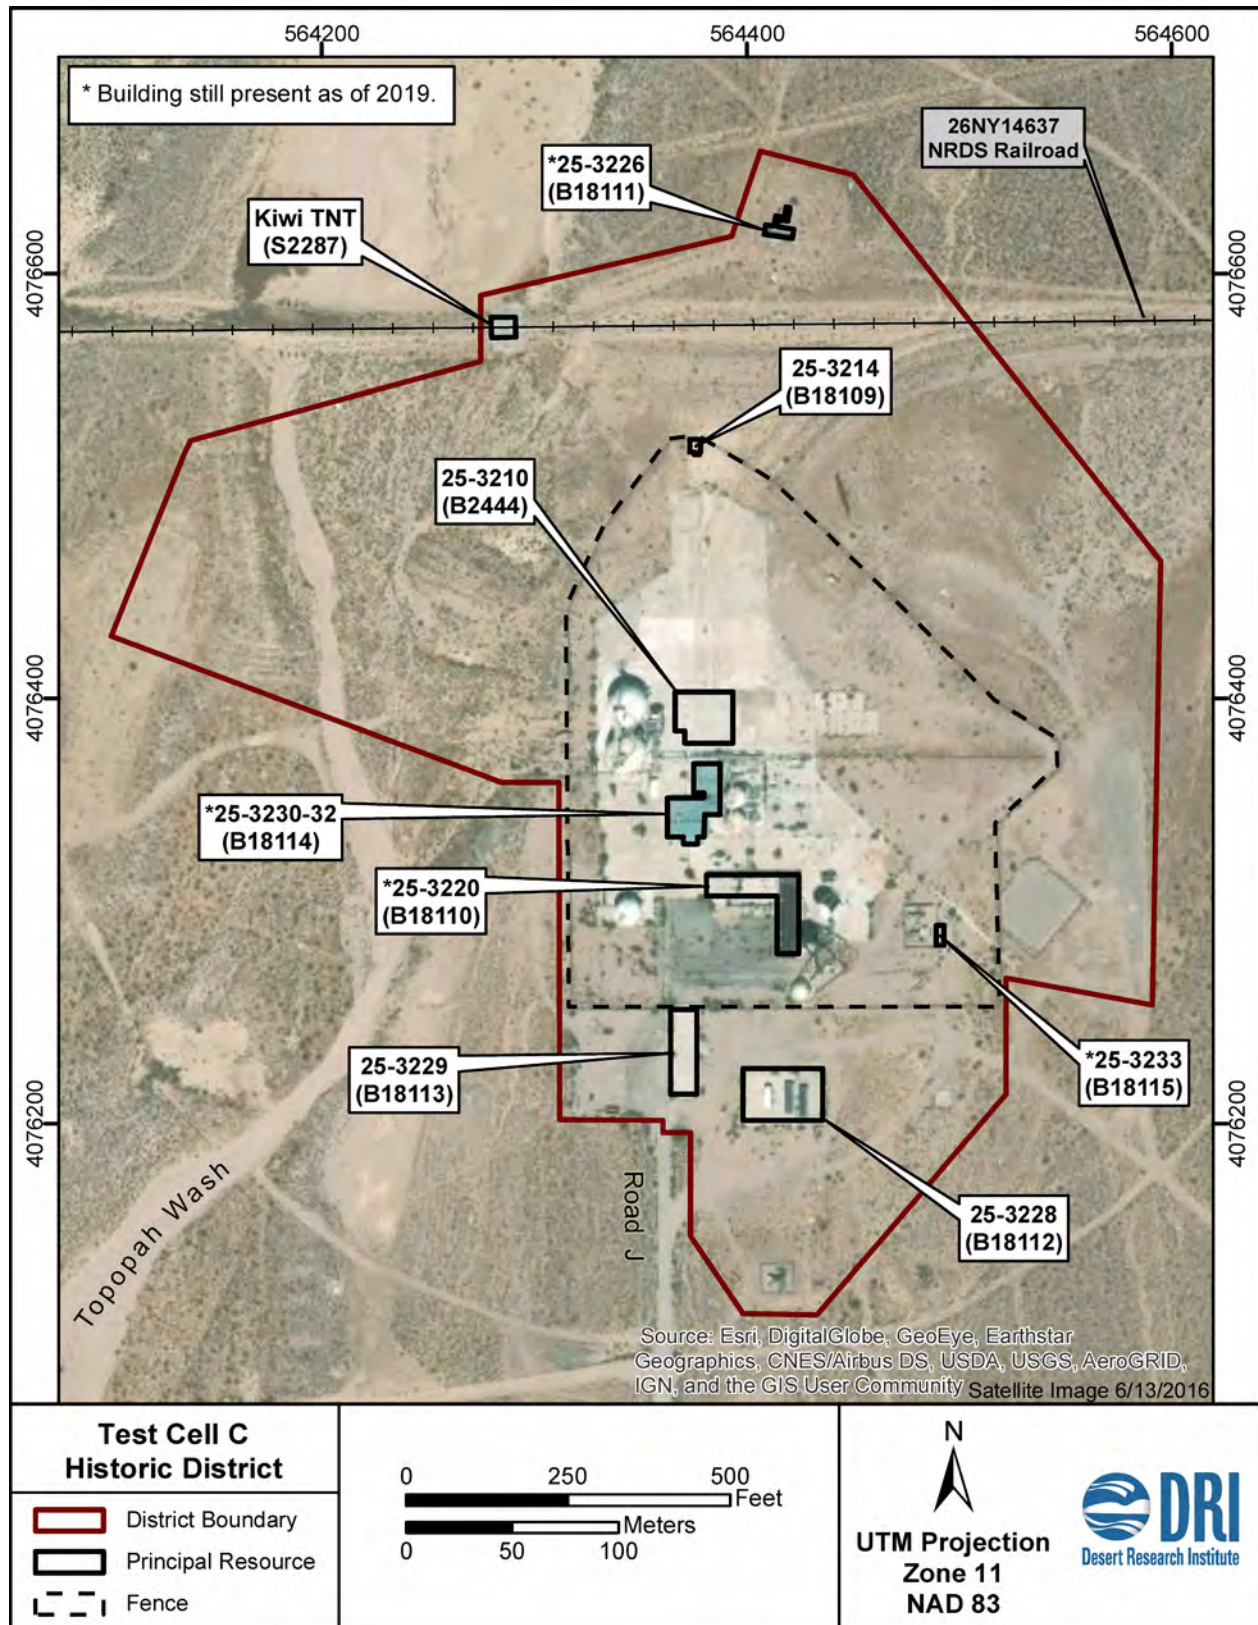 564200
564400
564600
* Building still present as of 2019.
26NY14637
NRDS Railroad
*25-3226
(B18111)
Kiwi TNT
(S2287)
4076600
4076600
25-3214
(B18109)
25-3210
(B2444)
4076400
4076400
*25-3230-32
(B18114)
*25-3220
(B18110)
25-3229
(B18113)
*25-3233
(B18115)
4076200
4076200
Topopah Wash
Road J
25-3228
(B18112)
Source: Esri, DigitalGlobe, GeoEye, Earthstar
Geographics, CNES/Airbus DS, USDA, USGS, AeroGRID,
IGN, and the GIS User Community
Satellite Image 6/13/2016
Test Cell C
Historic District
District Boundary
Principal Resource
Fence
0 250 500
Feet
Meters
0 50 100
N
UTM Projection
Zone 11
NAD 83
DRI
Desert Research Institute